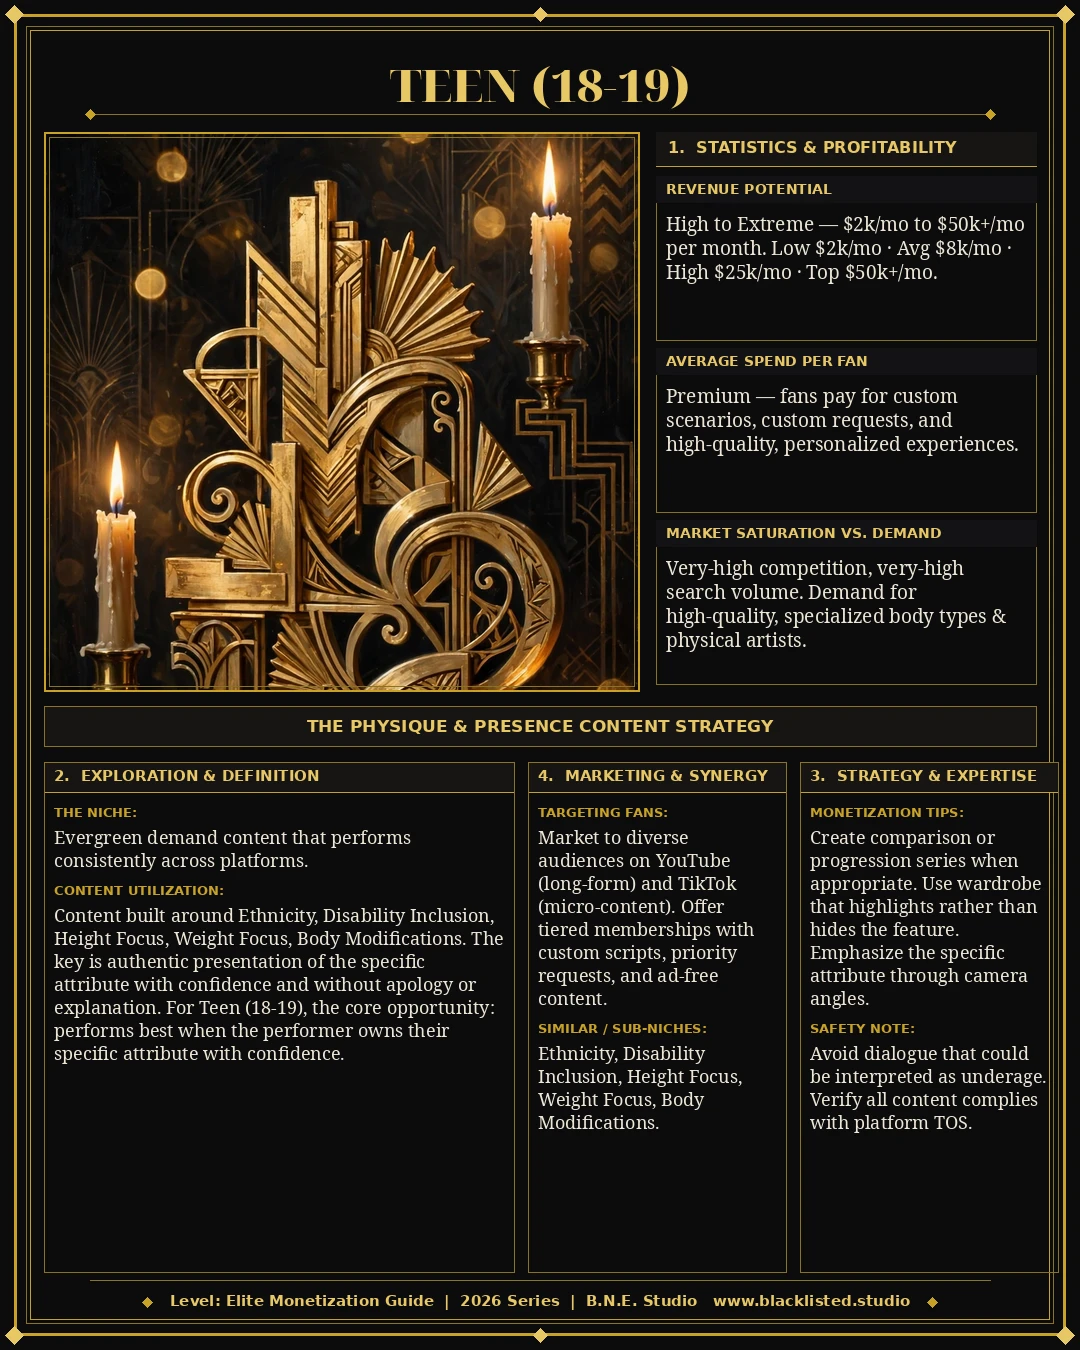 TEEN (18-19)
1. STATISTICS & PROFITABILITY
REVENUE POTENTIAL
High to Extreme — $2k/mo to $50k+/mo
per month. Low $2k/mo · Avg $8k/mo ·
High $25k/mo · Top $50k+/mo.
AVERAGE SPEND PER FAN
Premium — fans pay for custom
scenarios, custom requests, and
high-quality, personalized experiences.
MARKET SATURATION VS. DEMAND
Very-high competition, very-high
search volume. Demand for
high-quality, specialized body types &
physical artists.
THE PHYSIQUE & PRESENCE CONTENT STRATEGY
2. EXPLORATION & DEFINITION
THE NICHE:
Evergreen demand content that performs
consistently across platforms.
CONTENT UTILIZATION:
Content built around Ethnicity, Disability Inclusion,
Height Focus, Weight Focus, Body Modifications. The
key is authentic presentation of the specific
attribute with confidence and without apology or
explanation. For Teen (18-19), the core opportunity:
performs best when the performer owns their
specific attribute with confidence.
4. MARKETING & SYNERGY
TARGETING FANS:
Market to diverse
audiences on YouTube
(long-form) and TikTok
(micro-content). Offer
tiered memberships with
custom scripts, priority
requests, and ad-free
content.
SIMILAR / SUB-NICHES:
Ethnicity, Disability
Inclusion, Height Focus,
Weight Focus, Body
Modifications.
3. STRATEGY & EXPERTISE
MONETIZATION TIPS:
Create comparison or
progression series when
appropriate. Use wardrobe
that highlights rather than
hides the feature.
Emphasize the specific
attribute through camera
angles.
SAFETY NOTE:
Avoid dialogue that could
be interpreted as underage.
Verify all content complies
with platform TOS.
Level: Elite Monetization Guide | 2026 Series | B.N.E. Studio www.blacklisted.studio